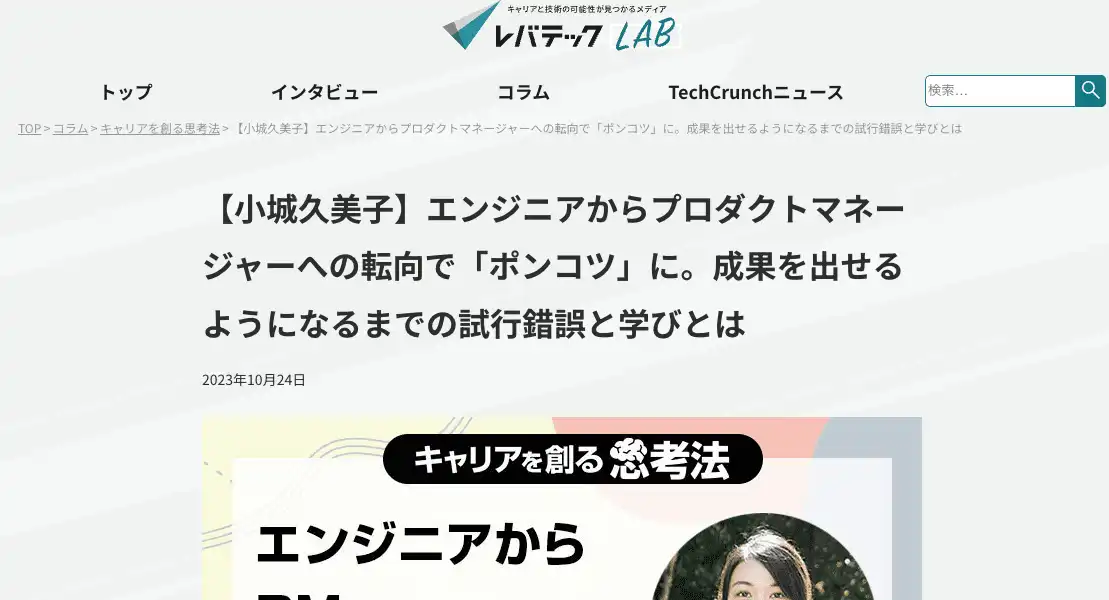 キャリアと技術の可能性が見つかるメディア
レバテック LAB
トップ インタビュー コラム TechCrunchニュース 検索…
TOP > コラム > キャリアを創る思考法 > 【小城久美子】エンジニアからプロダクトマネージャーへの転向で「ポンコツ」に。成果を出せるようになるまでの試行錯誤と学びとは
【小城久美子】エンジニアからプロダクトマネー
ジャーへの転向で「ポンコツ」に。成果を出せる
ようになるまでの試行錯誤と学びとは
2023年10月24日
キャリアを創る思考法
エンジニアから